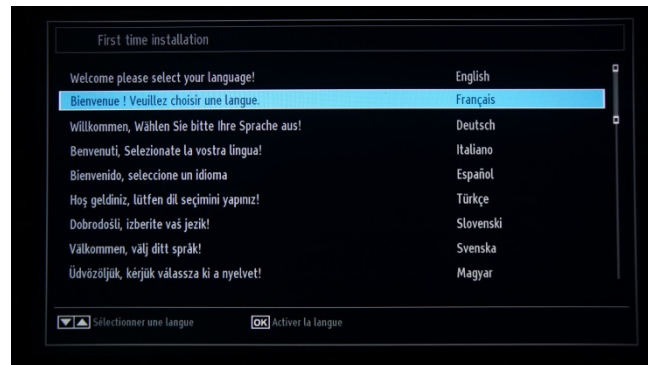 First time installation
Welcome please select your language! English
Bienvenue ! Veuillez choisir une langue. Français
Willkommen, Wählen Sie bitte Ihre Sprache aus! Deutsch
Benvenuti, Selezionate la vostra lingua! Italiano
Bienvenido, seleccione un idioma Español
Hoş geldiniz, lütfen dil seçimini yapınız! Türkçe
Dobrodošli, izberite vaš jezik! Slovenski
Välkommen, välj ditt språk! Svenska
Üdvözöljük, kérjük válassza ki a nyelvet! Magyar
Sélectionner une langue OK Activer la langue